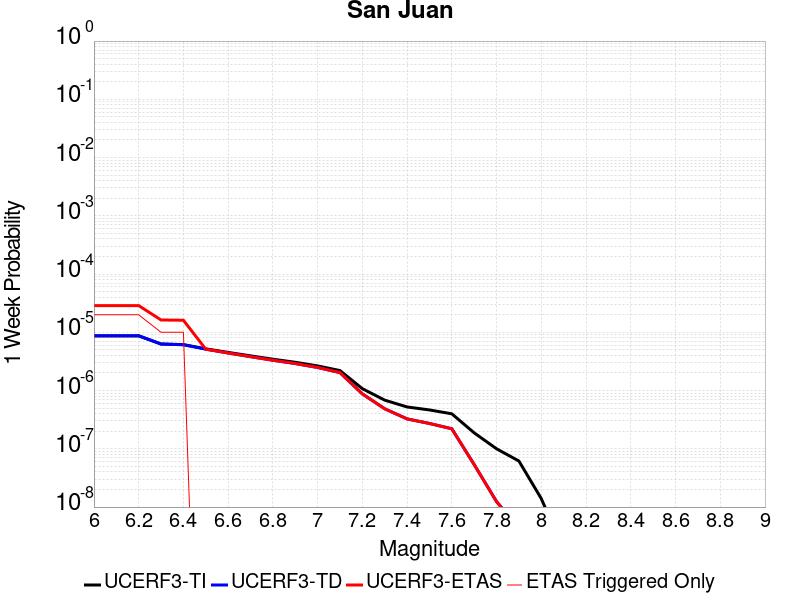 San Juan
10^0
10^-1
10^-2
10^-3
10^-4
10^-5
10^-6
10^-7
10^-8
1 Week Probability
6 6.2 6.4 6.6 6.8 7 7.2 7.4 7.6 7.8 8 8.2 8.4 8.6 8.8 9
Magnitude
UCERF3-TI UCERF3-TD UCERF3-ETAS ETAS Triggered Only